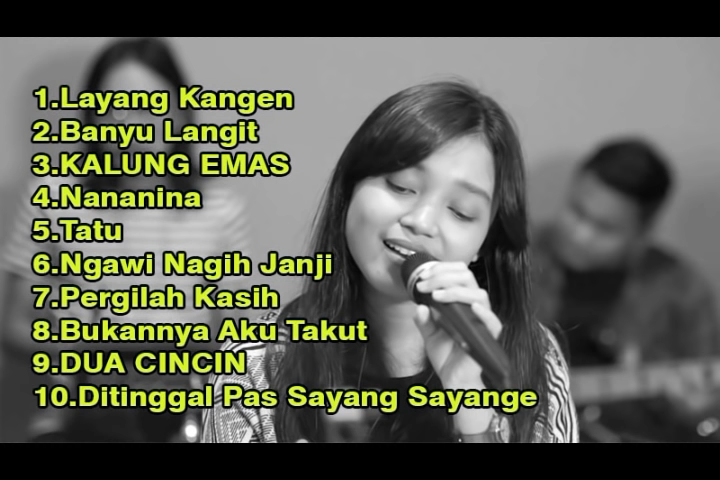 1.Layang Kangen
2.Banyu Langit
3.KALUNG EMAS
4.Nananina
5.Tatu
6.Ngawi Nagih Janji
7.Pergilah Kasih
8.Bukannya Aku Takut
9.DUA CINCIN
10.Ditinggal Pas Sayang Sayange